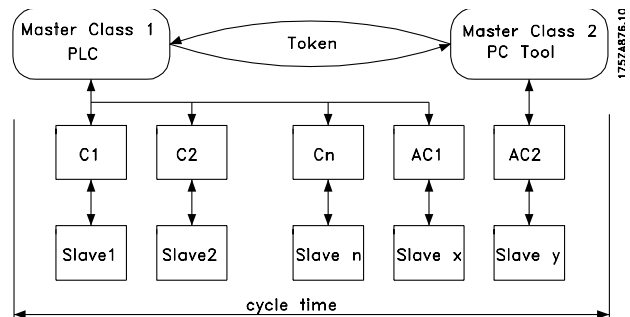 Master Class 1
PLC
Token
Master Class 2
PC Tool
175ZA876.10
C1
C2
Cn
AC1
AC2
Slave1
Slave2
Slave n
Slave x
Slave y
cycle time